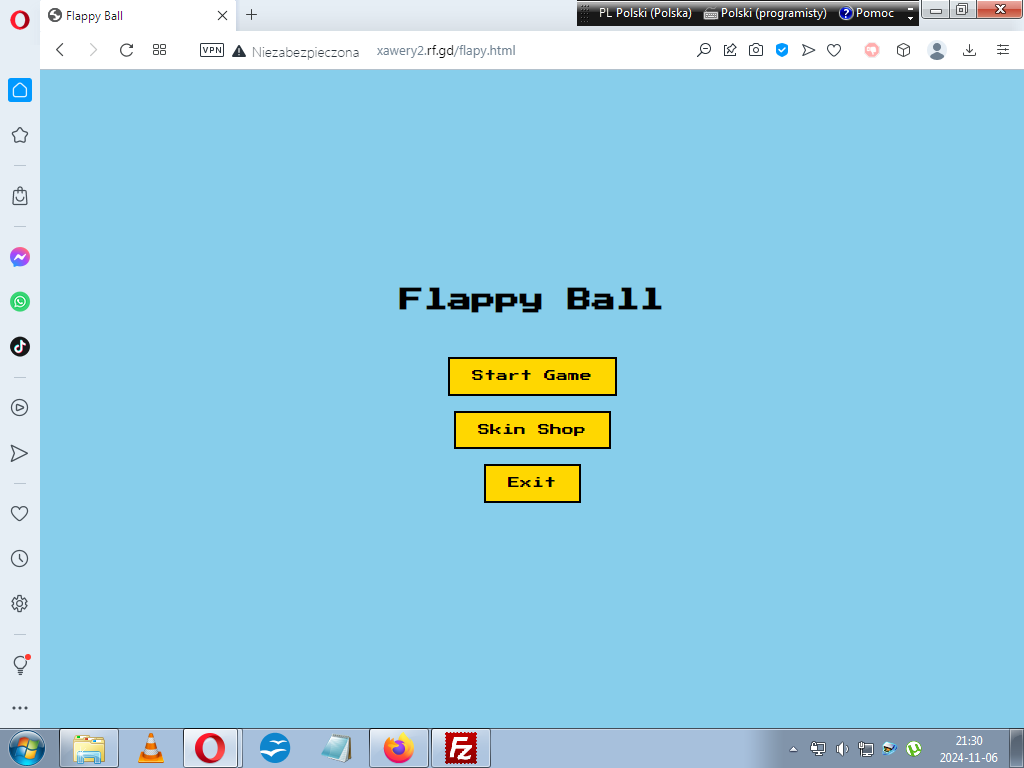 Flappy Ball
PL Polski (Polska) Polski (programisty) ? Pomoc
VPN Niezabezpieczona xawery2.rf.gd/flapy.html
Flappy Ball
Start Game
Skin Shop
Exit
Fz
21:30
2024-11-06